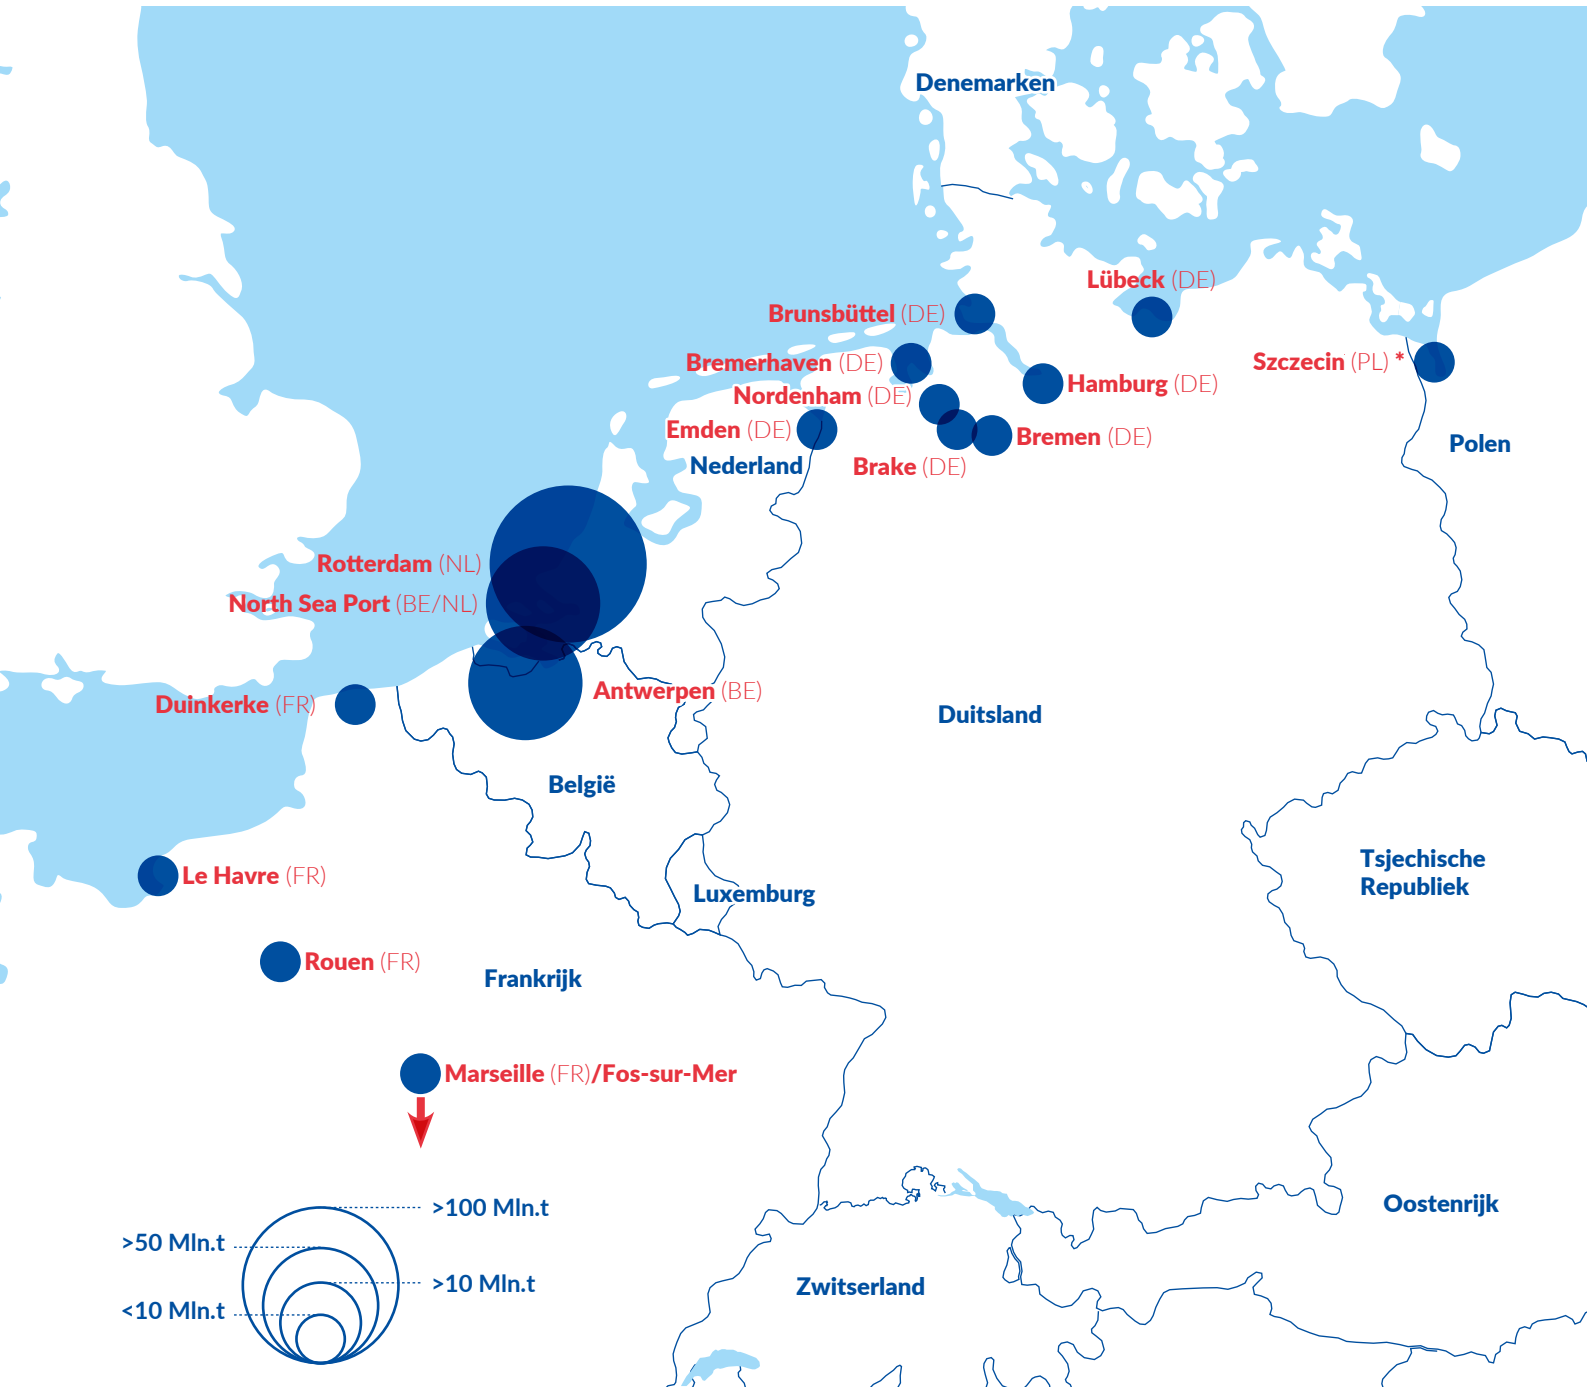 Denemarken
Lübeck (DE)
Brunsbüttel (DE)
Bremerhaven (DE)
Szczecin (PL) *
Hamburg (DE)
Nordenham (DE)
Emden (DE)
Bremen (DE)
Polen
Nederland
Brake (DE)
Rotterdam (NL)
North Sea Port (BE/NL)
Antwerpen (BE)
Duinkerke (FR)
Duitsland
België
Tsjechische
Republiek
Le Havre (FR)
Luxemburg
Rouen (FR)
Frankrijk
Marseille (FR)/Fos-sur-Mer
>100 Mln.t
>50 Mln.t
>10 Mln.t
<10 Mln.t
Oostenrijk
Zwitserland